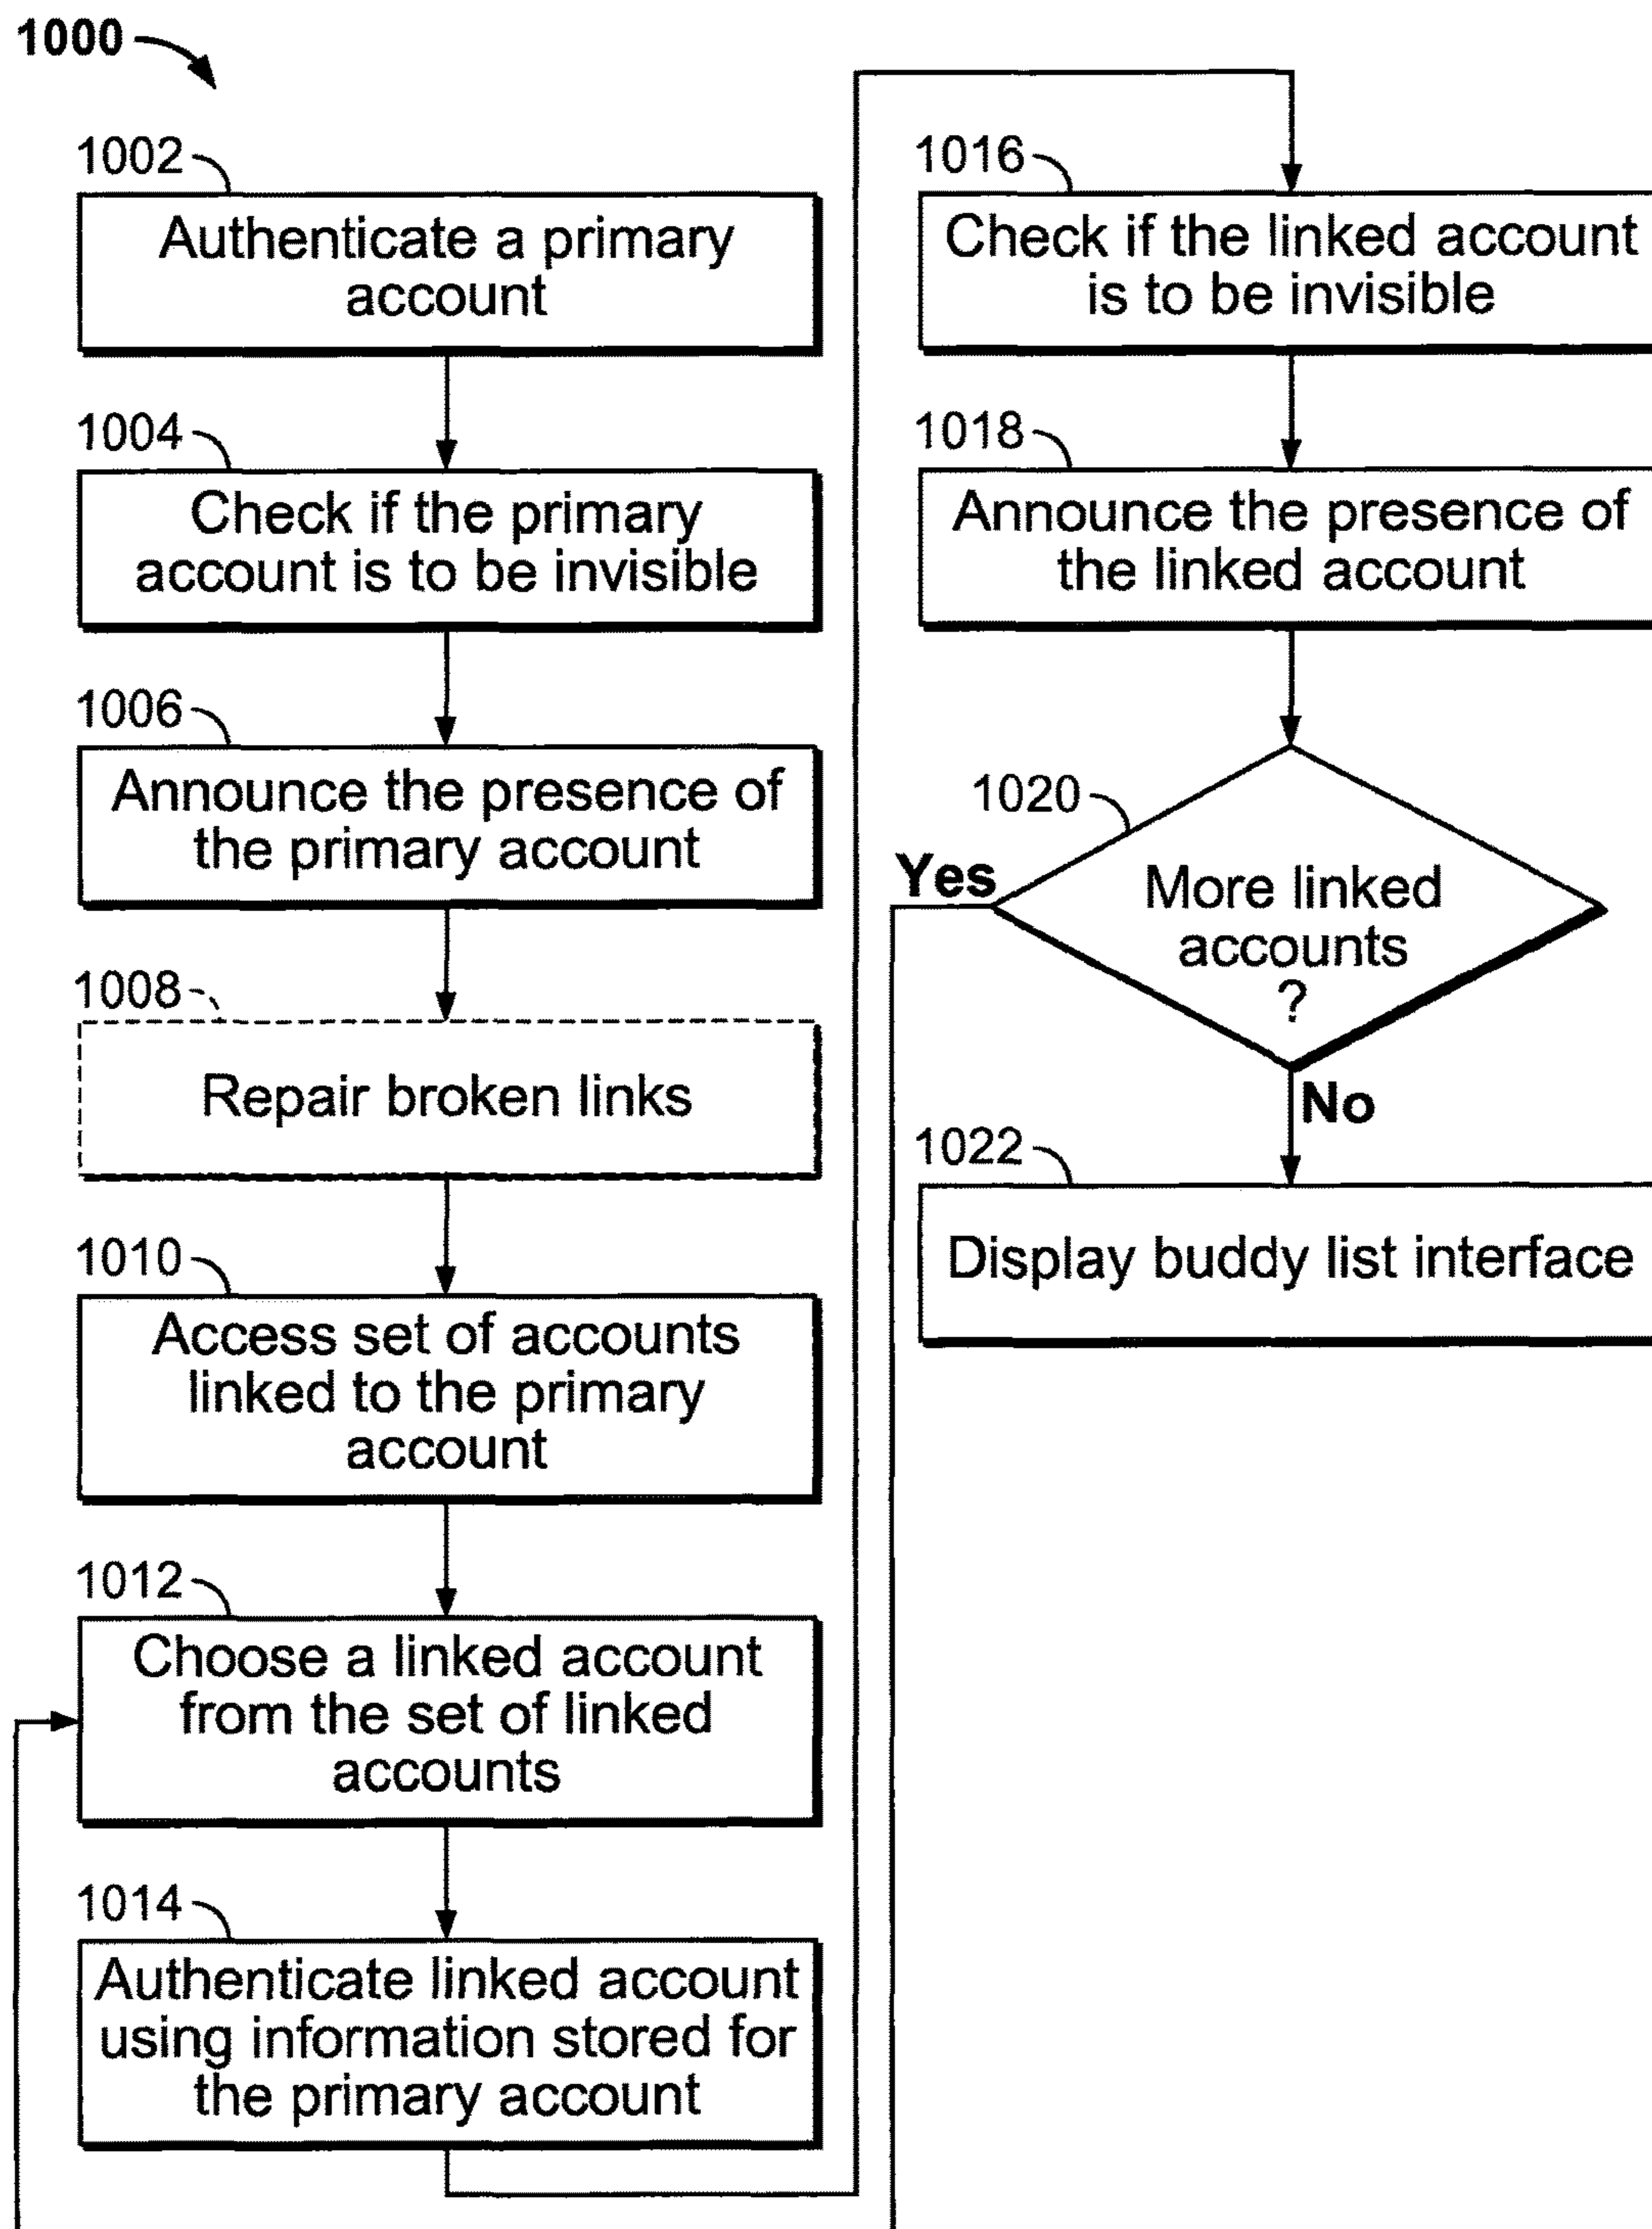 1000
1002
Authenticate a primary
account
1004
Check if the primary
account is to be invisible
1006
Announce the presence of
the primary account
1008
Repair broken links
1010
Access set of accounts
linked to the primary
account
1012
Choose a linked account
from the set of linked
accounts
1014
Authenticate linked account
using information stored for
the primary account
1016
Check if the linked account
is to be invisible
1018
Announce the presence of
the linked account
1020
Yes
More linked
accounts
?
No
1022
Display buddy list interface